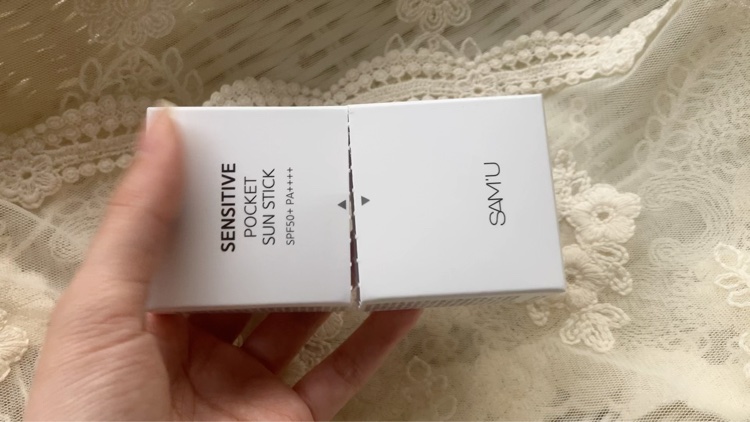 SAM'U
SENSITIVE
POCKET
SUN STICK
SPF50+ PA++++